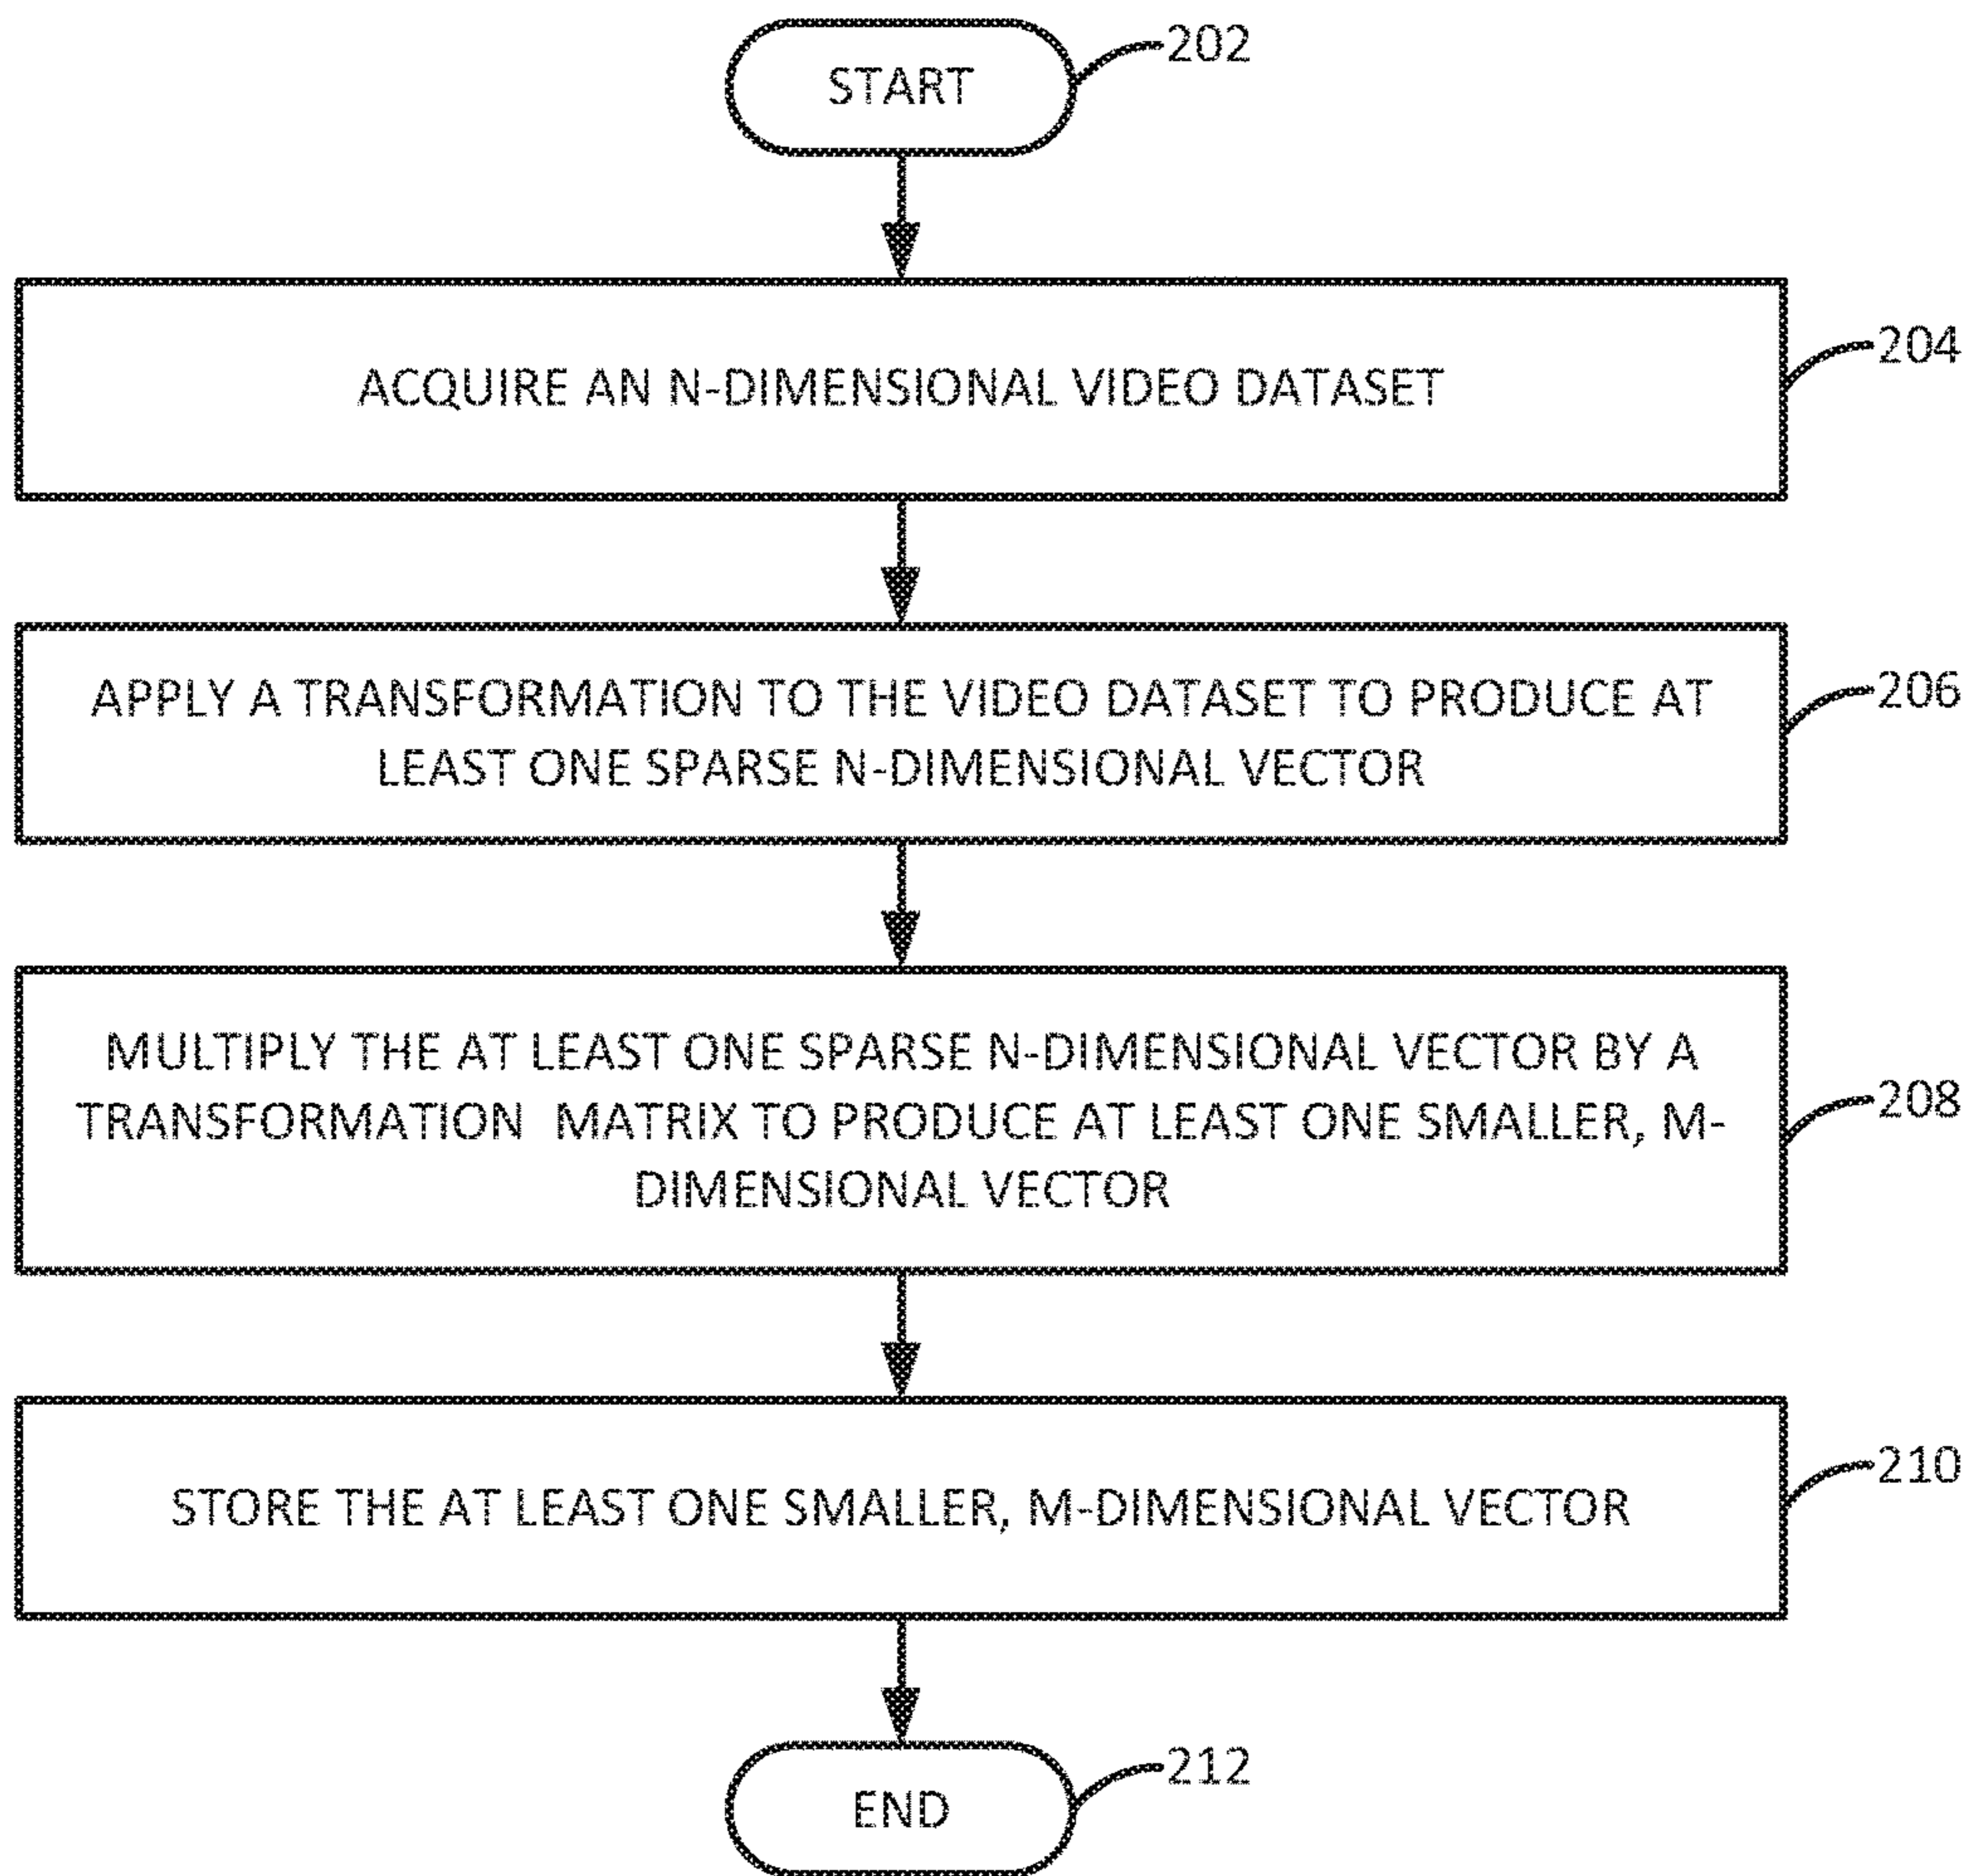 START
202
ACQUIRE AN N-DIMENSIONAL VIDEO DATASET
204
APPLY A TRANSFORMATION TO THE VIDEO DATASET TO PRODUCE AT
LEAST ONE SPARSE N-DIMENSIONAL VECTOR
206
MULTIPLY THE AT LEAST ONE SPARSE N-DIMENSIONAL VECTOR BY A
TRANSFORMATION MATRIX TO PRODUCE AT LEAST ONE SMALLER, M-
DIMENSIONAL VECTOR
208
STORE THE AT LEAST ONE SMALLER, M-DIMENSIONAL VECTOR
210
END
212